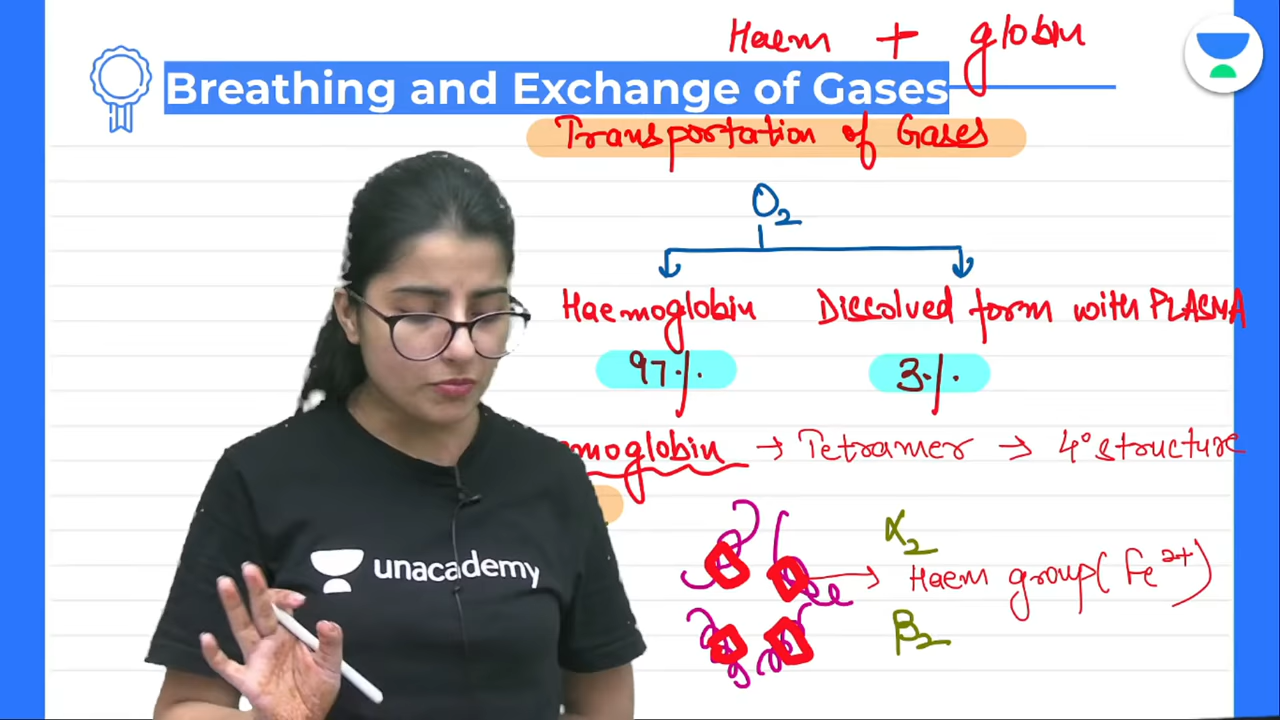 Haem + globin
Breathing and Exchange of Gases
Transportation of Gases
O2
Haemoglobin Dissolved form with PLASMA
97% 3%
moglobin → Tetramer → 4° structure
α2
Haem group (Fe2+)
β2
unacademy